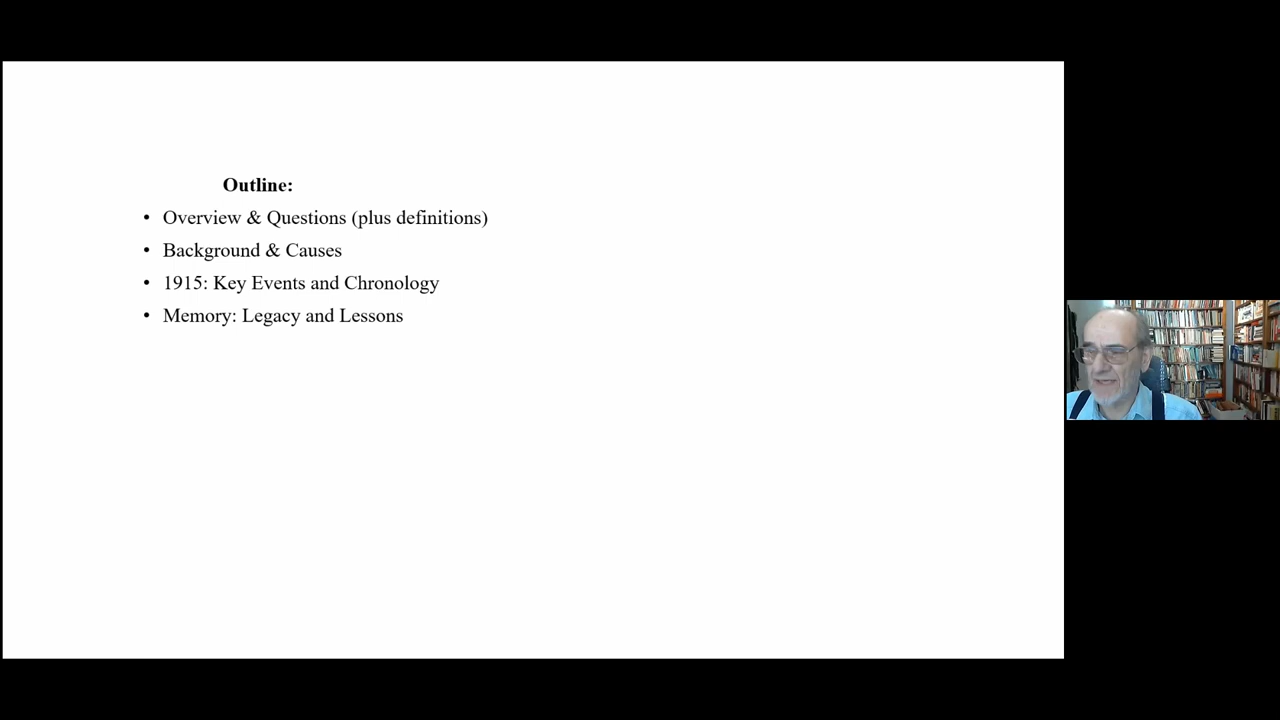 Outline:
• Overview & Questions (plus definitions)
• Background & Causes
• 1915: Key Events and Chronology
• Memory: Legacy and Lessons